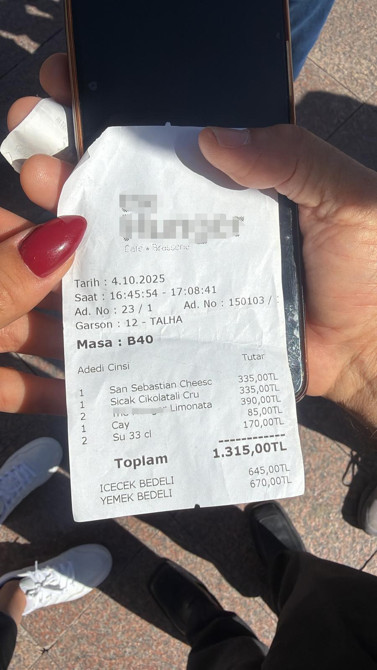 Hunger
Cafe & Brasserie
Tarih : 4.10.2025
Saat : 16:45:54 - 17:08:41
Ad. No : 23 / 1 Ad. No : 150103 /
Garson : 12 - TALHA
Masa : B40
Adedi Cinsi Tutar
1 San Sebastian Cheesc 335,00TL
1 Sicak Cikolatali Cru 335,00TL
2 Limonata 390,00TL
1 Cay 85,00TL
2 Su 33 cl 170,00TL
------------
Toplam 1.315,00TL
ICECEK BEDELI 645,00TL
YEMEK BEDELI 670,00TL